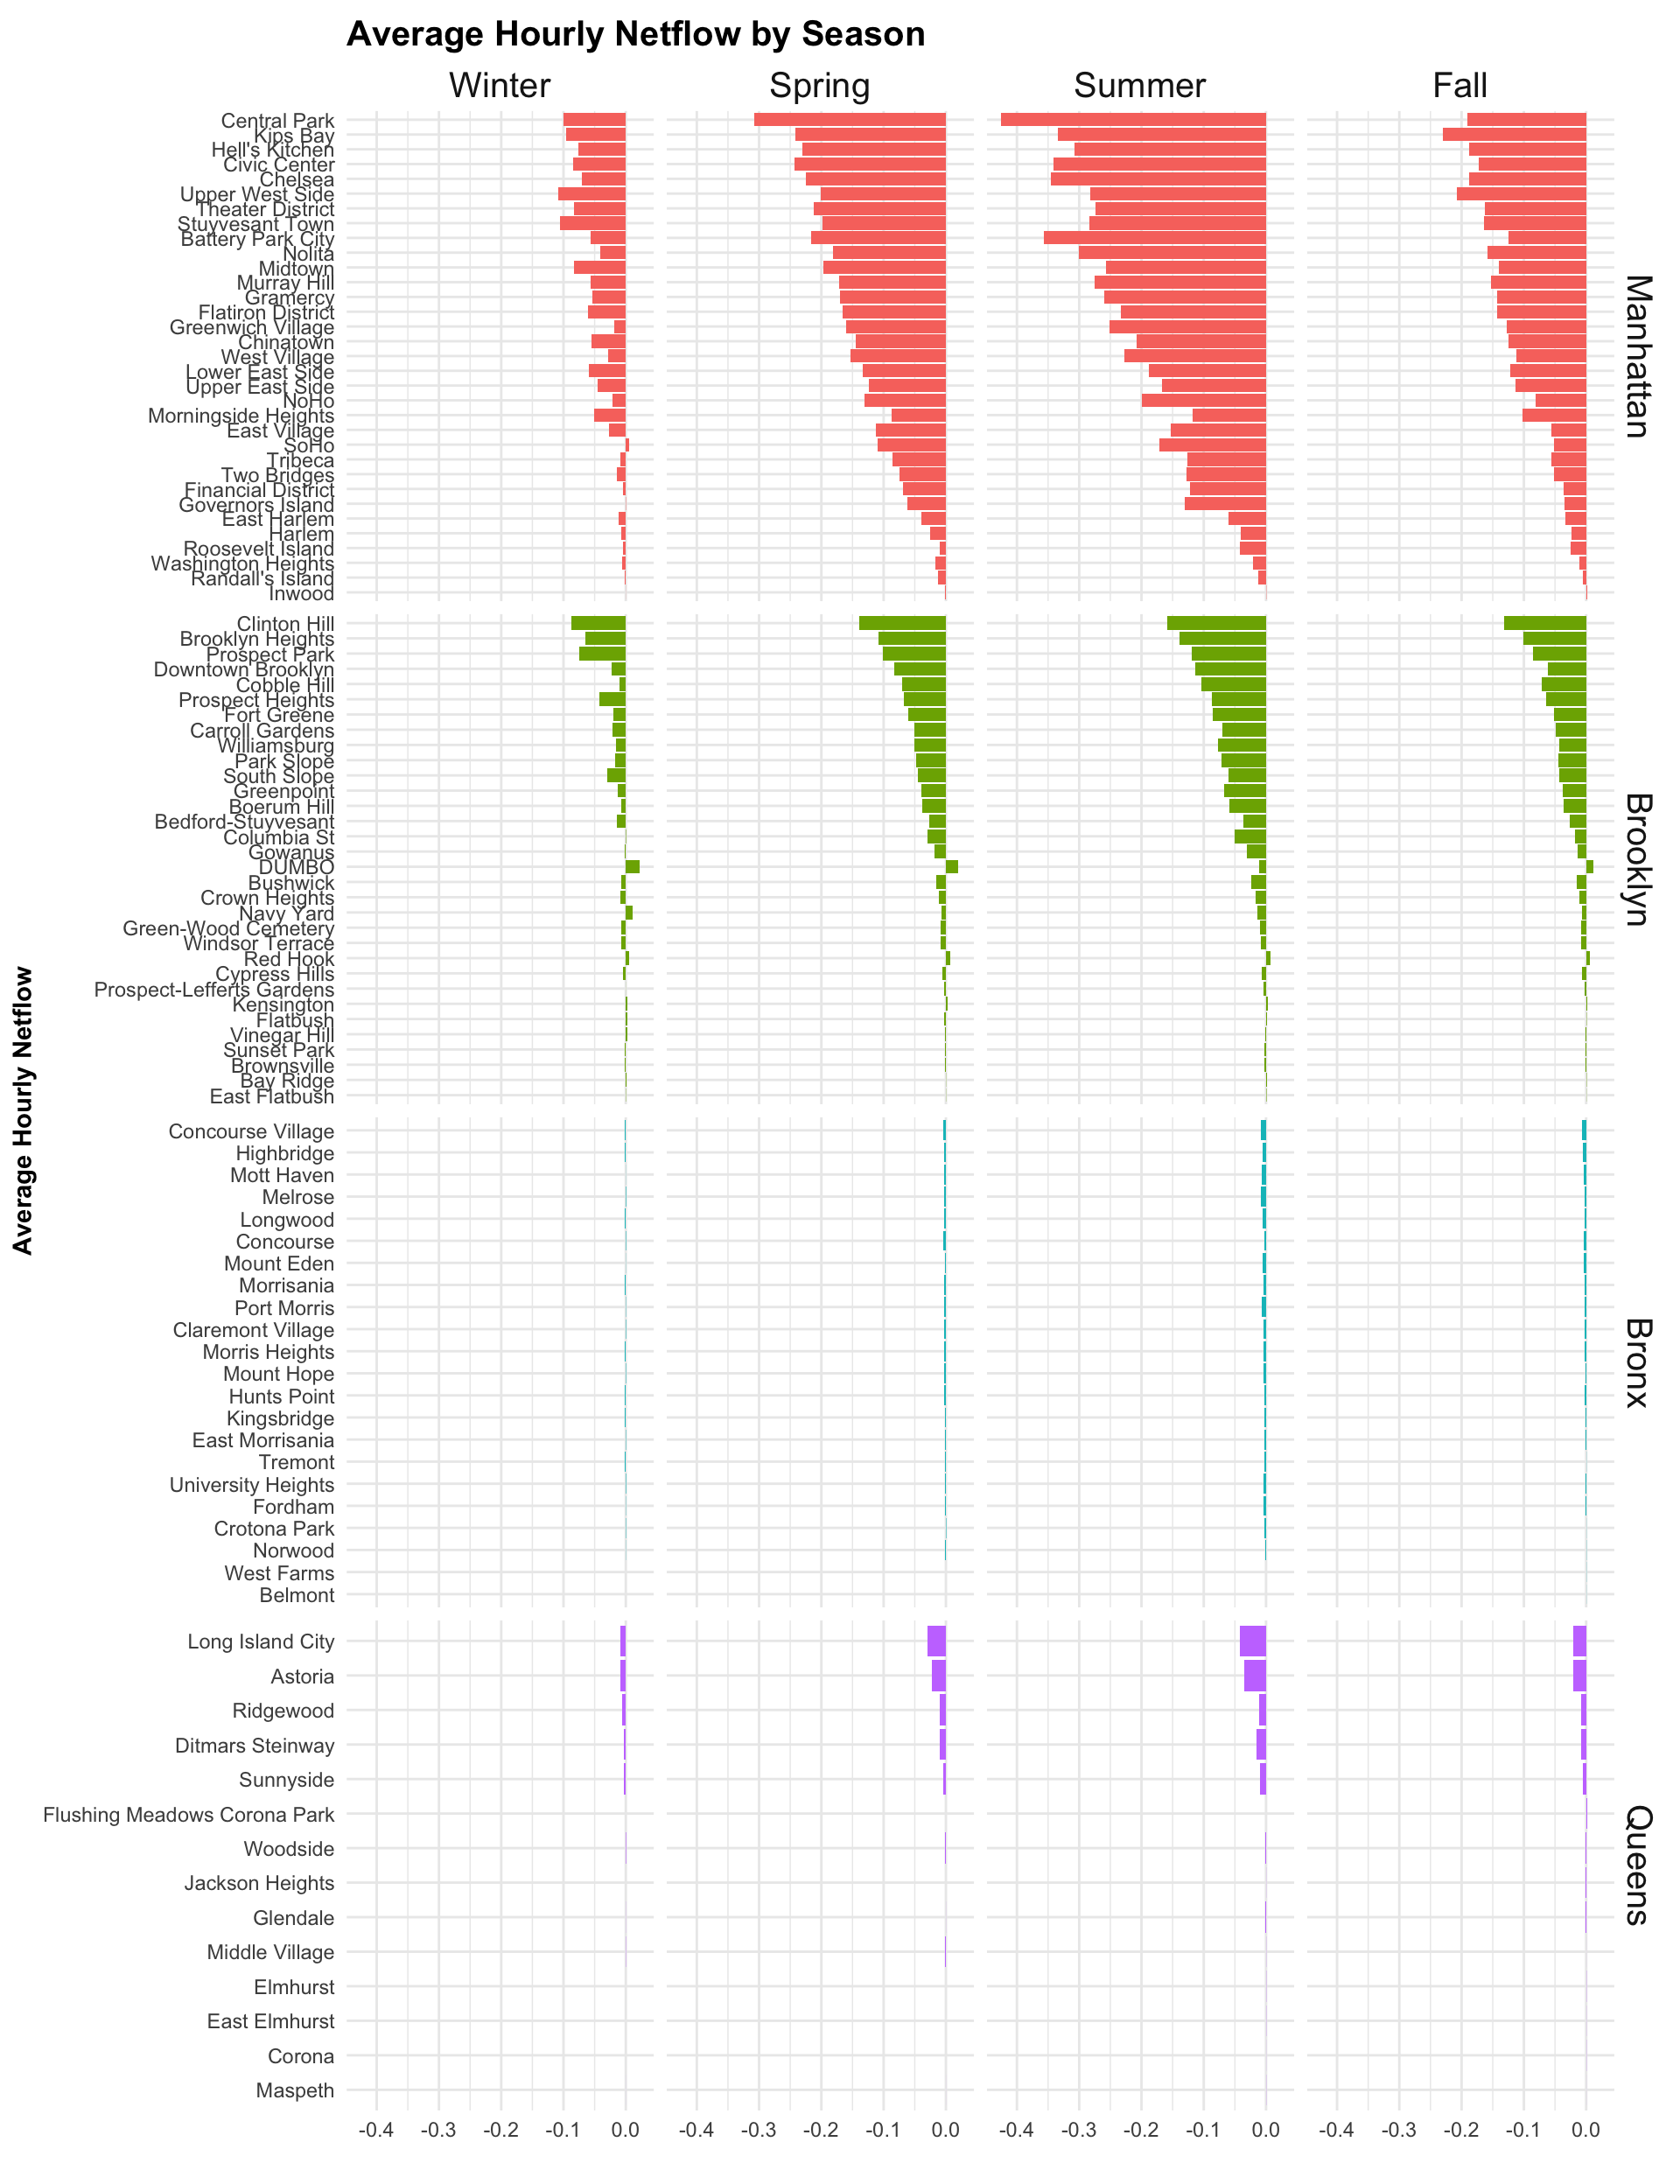 Average Hourly Netflow by Season
Winter
Spring
Summer
Fall
Central Park
Kips Bay
Hell's Kitchen
Civic Center
Chelsea
Upper West Side
Theater District
Stuyvesant Town
Battery Park City
Nolita
Midtown
Murray Hill
Gramercy
Flatiron District
Greenwich Village
Chinatown
West Village
Lower East Side
Upper East Side
NoHo
Morningside Heights
East Village
SoHo
Tribeca
Two Bridges
Financial District
Governors Island
East Harlem
Harlem
Roosevelt Island
Washington Heights
Randall's Island
Inwood
Manhattan
Clinton Hill
Brooklyn Heights
Prospect Park
Downtown Brooklyn
Cobble Hill
Prospect Heights
Fort Greene
Carroll Gardens
Williamsburg
Park Slope
South Slope
Greenpoint
Boerum Hill
Bedford-Stuyvesant
Columbia St
Gowanus
DUMBO
Bushwick
Crown Heights
Navy Yard
Green-Wood Cemetery
Windsor Terrace
Red Hook
Cypress Hills
Prospect-Lefferts Gardens
Kensington
Flatbush
Vinegar Hill
Sunset Park
Brownsville
Bay Ridge
East Flatbush
Brooklyn
Average Hourly Netflow
Concourse Village
Highbridge
Mott Haven
Melrose
Longwood
Concourse
Mount Eden
Morrisania
Port Morris
Claremont Village
Morris Heights
Mount Hope
Hunts Point
Kingsbridge
East Morrisania
Tremont
University Heights
Fordham
Crotona Park
Norwood
West Farms
Belmont
Bronx
Long Island City
Astoria
Ridgewood
Ditmars Steinway
Sunnyside
Flushing Meadows Corona Park
Woodside
Jackson Heights
Glendale
Middle Village
Elmhurst
East Elmhurst
Corona
Maspeth
Queens
-0.4 -0.3 -0.2 -0.1 0.0
-0.4 -0.3 -0.2 -0.1 0.0
-0.4 -0.3 -0.2 -0.1 0.0
-0.4 -0.3 -0.2 -0.1 0.0